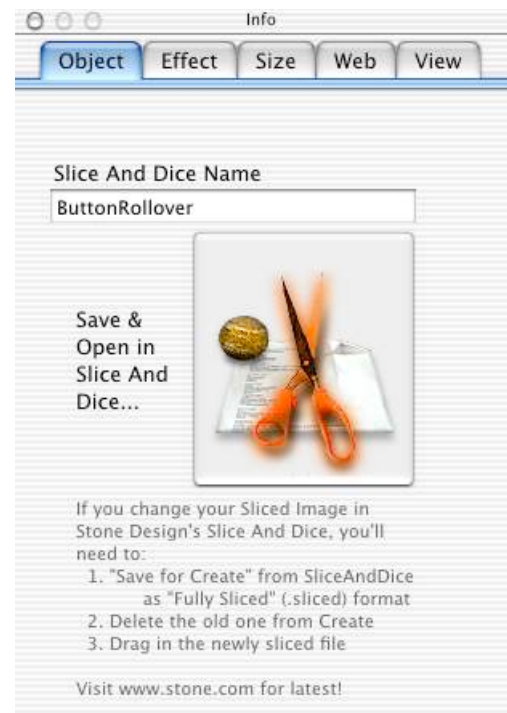 Info
Object Effect Size Web View
Slice And Dice Name
ButtonRollover
Save &
Open in
Slice And
Dice...
If you change your Sliced Image in
Stone Design's Slice And Dice, you'll
need to:
1. "Save for Create" from SliceAndDice
as "Fully Sliced" (.sliced) format
2. Delete the old one from Create
3. Drag in the newly sliced file
Visit www.stone.com for latest!